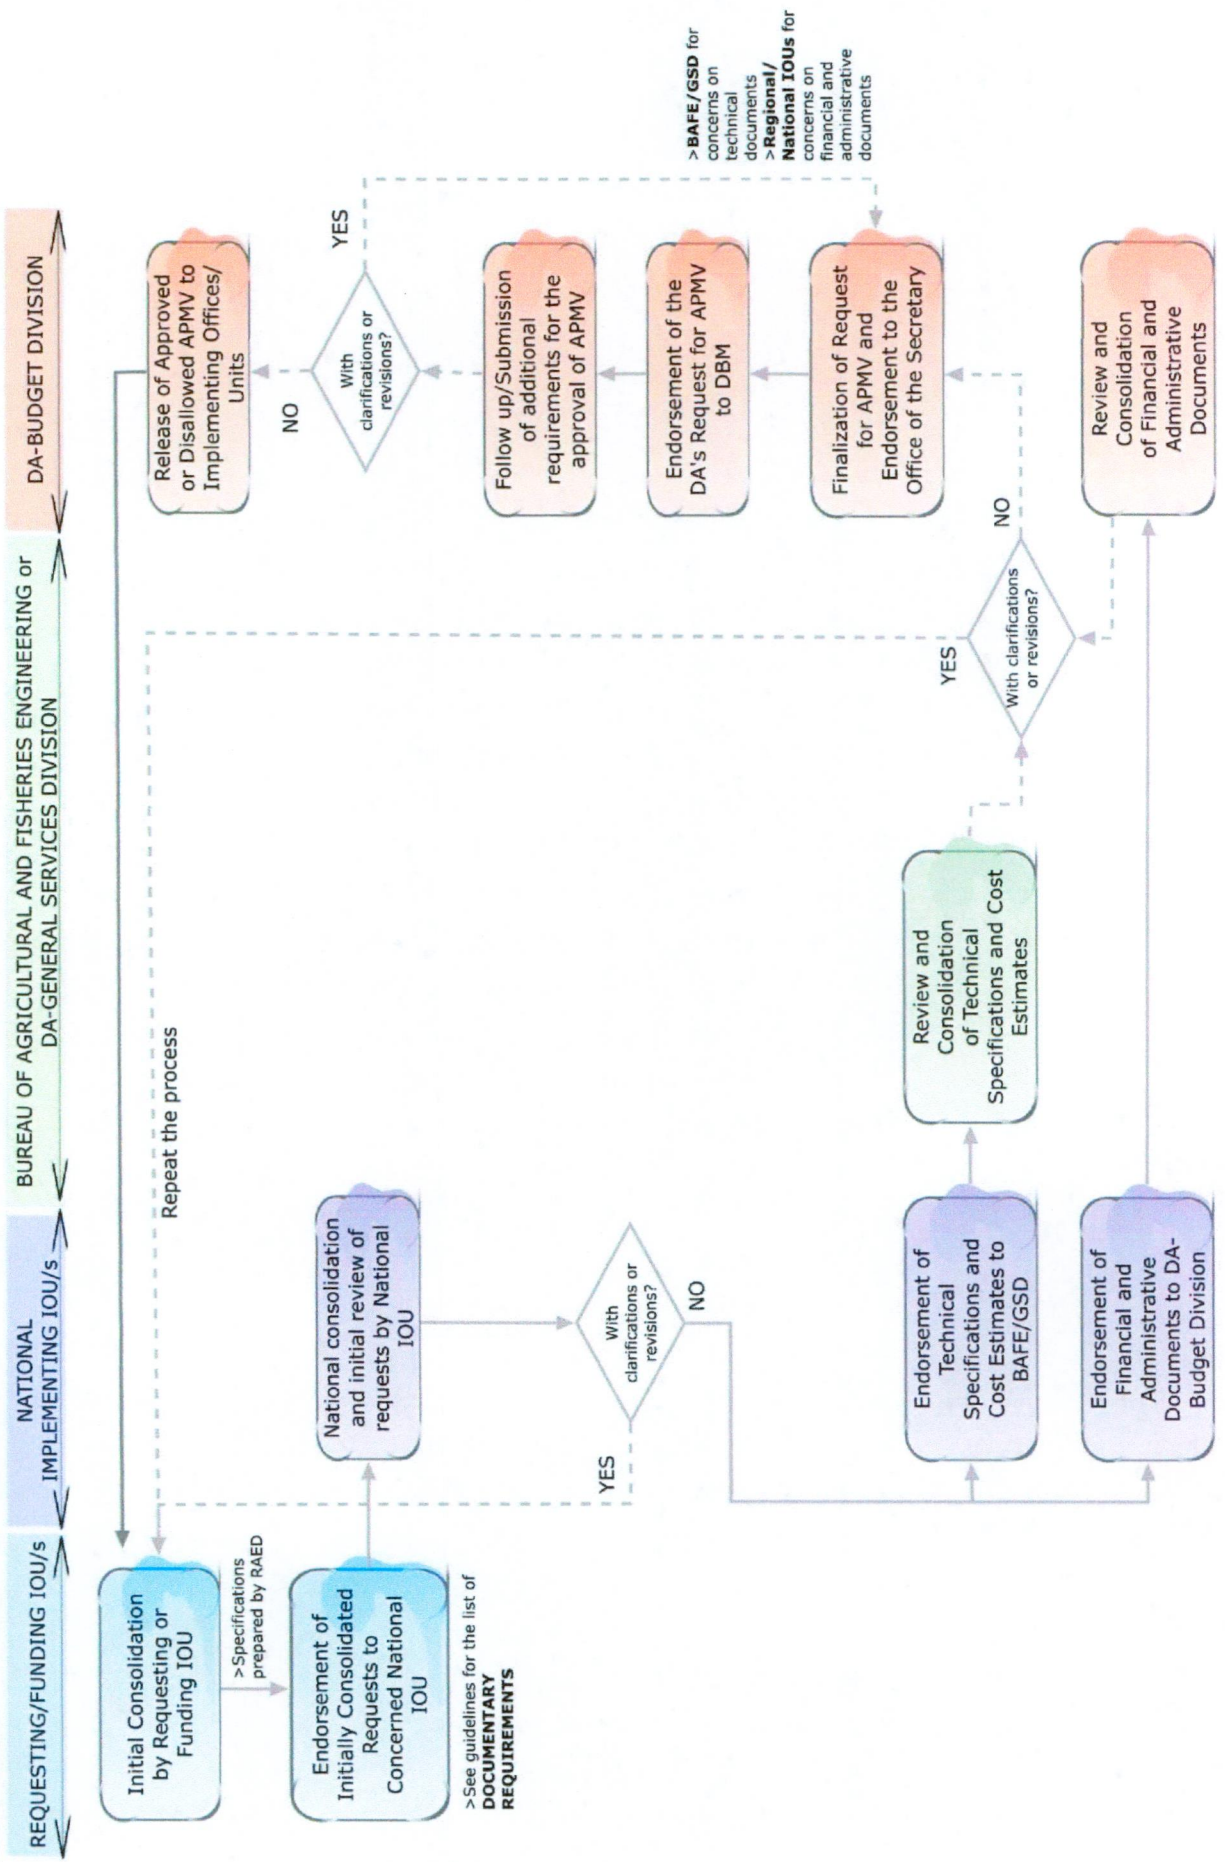 REQUESTING/FUNDING IOU/s
NATIONAL
IMPLEMENTING IOU/s
BUREAU OF AGRICULTURAL AND FISHERIES ENGINEERING or
DA-GENERAL SERVICES DIVISION
DA-BUDGET DIVISION
Initial Consolidation
by Requesting or
Funding IOU
>Specifications
prepared by RAED
Endorsement of
Initially Consolidated
Requests to
Concerned National
IOU
>See guidelines for the list of
DOCUMENTARY
REQUIREMENTS
Repeat the process
National consolidation
and initial review of
requests by National
IOU
With
clarifications or
revisions?
YES
NO
Endorsement of
Technical
Specifications and
Cost Estimates to
BAFE/GSD
Endorsement of
Financial and
Administrative
Documents to DA-
Budget Division
Review and
Consolidation
of Technical
Specifications and Cost
Estimates
With clarifications
or revisions?
YES
NO
Release of Approved
or Disallowed APMV to
Implementing Offices/
Units
NO
With
clarifications or
revisions?
YES
Follow up/Submission
of additional
requirements for the
approval of APMV
Endorsement of the
DA's Request for APMV
to DBM
Finalization of Request
for APMV and
Endorsement to the
Office of the Secretary
Review and
Consolidation
of Financial and
Administrative
Documents
>BAFE/GSD for
concerns on
technical
documents
>Regional/
National IOUs for
concerns on
financial and
administrative
documents